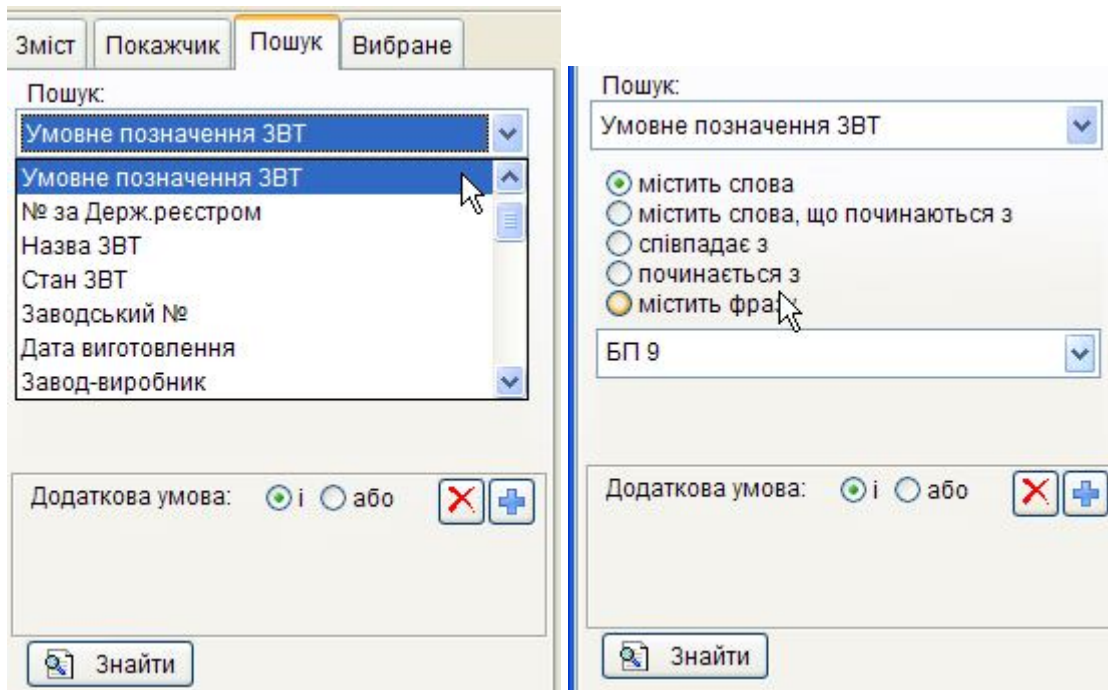 Зміст Покажчик Пошук Вибране
Пошук:
Умовне позначення ЗВТ
Умовне позначення ЗВТ
№ за Держ.реєстром
Назва ЗВТ
Стан ЗВТ
Заводський №
Дата виготовлення
Завод-виробник
Додаткова умова: і або
Знайти
Пошук:
Умовне позначення ЗВТ
містить слова
містить слова, що починаються з
співпадає з
починається з
містить фразу
БП 9
Додаткова умова: і або
Знайти